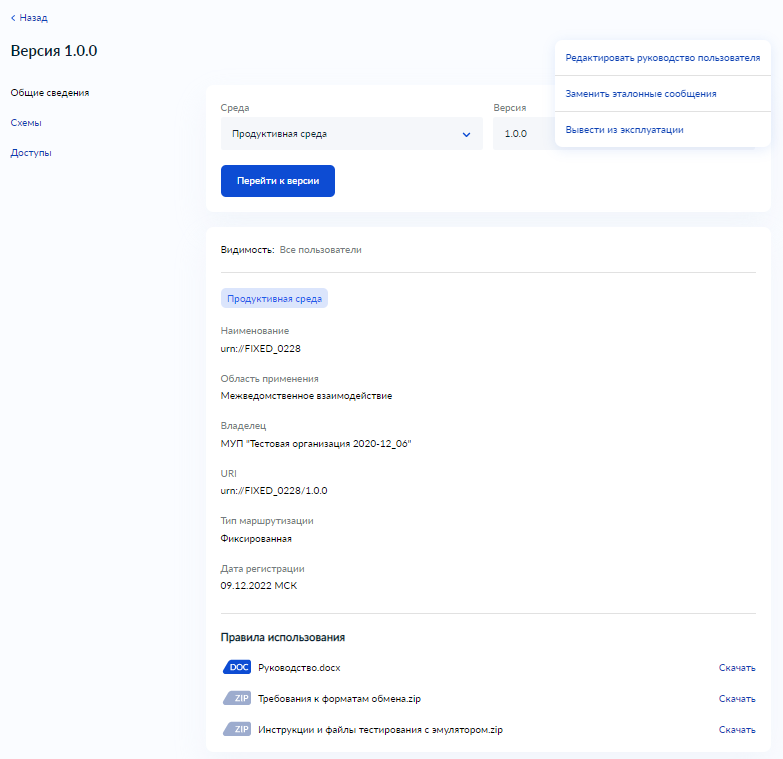 Назад
Версия 1.0.0
Общие сведения
Схемы
Доступы
Редактировать руководство пользователя
Заменить эталонные сообщения
Вывести из эксплуатации
Среда
Версия
Продуктивная среда
1.0.0
Перейти к версии
Видимость: Все пользователи
Продуктивная среда
Наименование
urn://FIXED_0228
Область применения
Межведомственное взаимодействие
Владелец
МУП "Тестовая организация 2020-12_06"
URI
urn://FIXED_0228/1.0.0
Тип маршрутизации
Фиксированная
Дата регистрации
09.12.2022 МСК
Правила использования
DOC Руководство.docx Скачать
ZIP Требования к форматам обмена.zip Скачать
ZIP Инструкции и файлы тестирования с эмулятором.zip Скачать